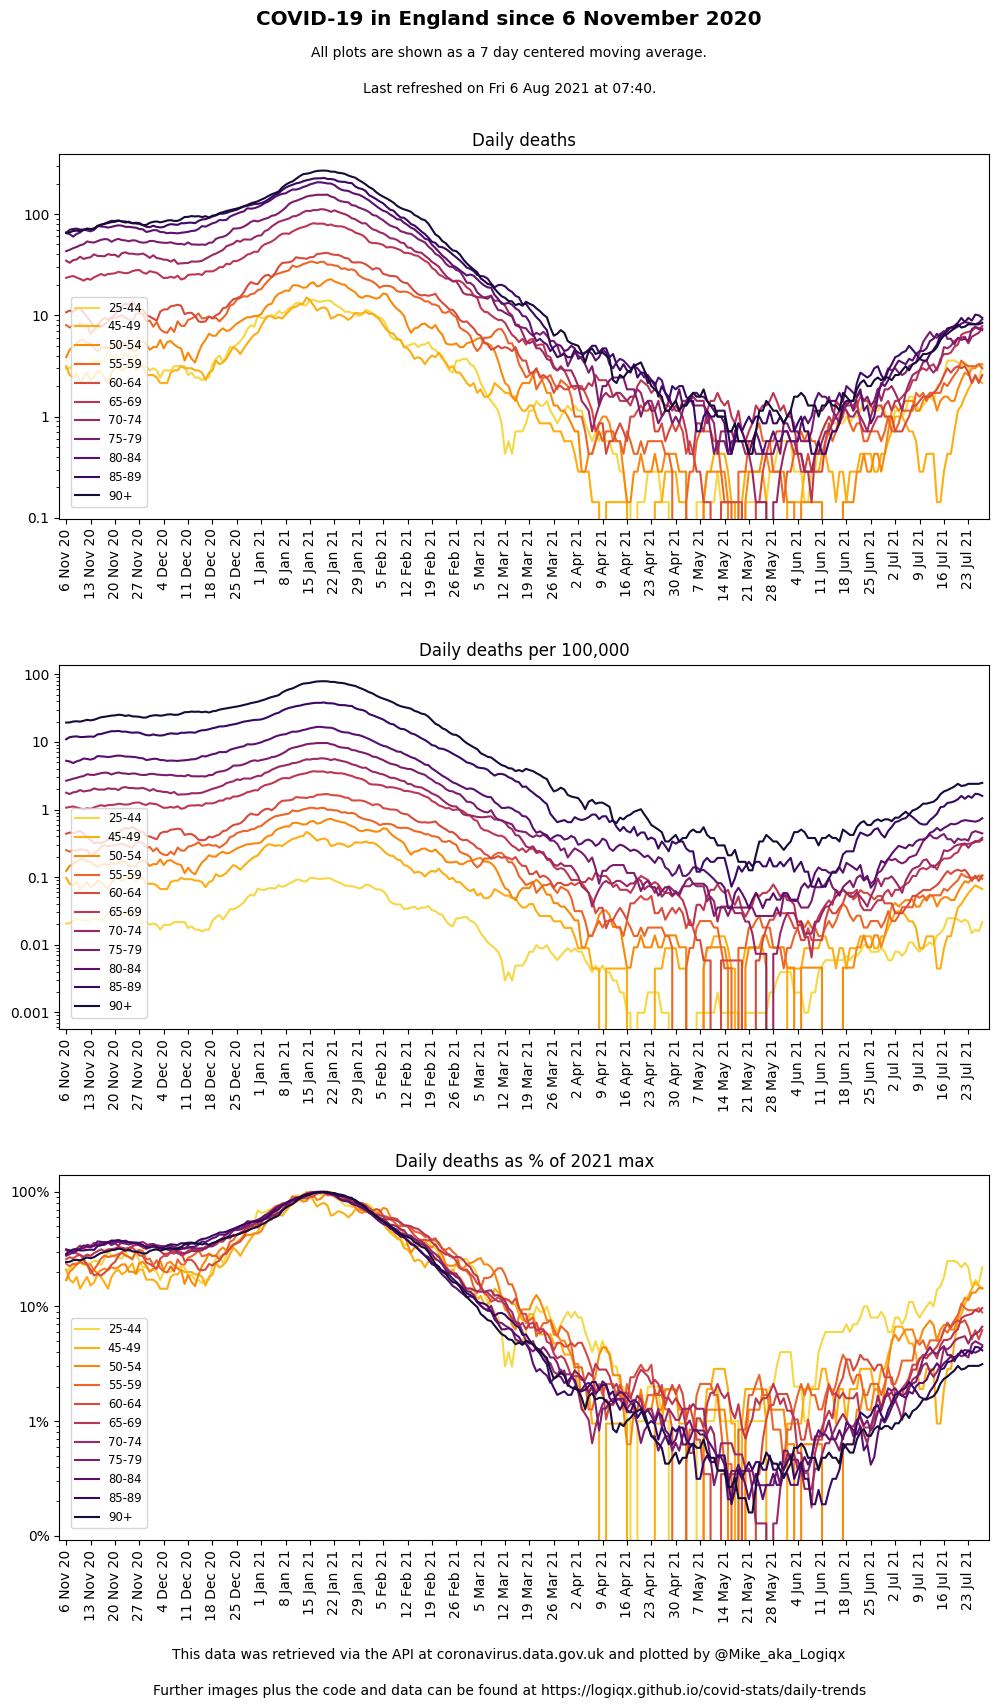 COVID-19 in England since 6 November 2020
All plots are shown as a 7 day centered moving average.
Last refreshed on Fri 6 Aug 2021 at 07:40.
Daily deaths
100
10
1
0.1
25-44
45-49
50-54
55-59
60-64
65-69
70-74
75-79
80-84
85-89
90+
6 Nov 20
13 Nov 20
20 Nov 20
27 Nov 20
4 Dec 20
11 Dec 20
18 Dec 20
25 Dec 20
1 Jan 21
8 Jan 21
15 Jan 21
22 Jan 21
29 Jan 21
5 Feb 21
12 Feb 21
19 Feb 21
26 Feb 21
5 Mar 21
12 Mar 21
19 Mar 21
26 Mar 21
2 Apr 21
9 Apr 21
16 Apr 21
23 Apr 21
30 Apr 21
7 May 21
14 May 21
21 May 21
28 May 21
4 Jun 21
11 Jun 21
18 Jun 21
25 Jun 21
2 Jul 21
9 Jul 21
16 Jul 21
23 Jul 21
Daily deaths per 100,000
100
10
1
0.1
0.01
0.001
25-44
45-49
50-54
55-59
60-64
65-69
70-74
75-79
80-84
85-89
90+
6 Nov 20
13 Nov 20
20 Nov 20
27 Nov 20
4 Dec 20
11 Dec 20
18 Dec 20
25 Dec 20
1 Jan 21
8 Jan 21
15 Jan 21
22 Jan 21
29 Jan 21
5 Feb 21
12 Feb 21
19 Feb 21
26 Feb 21
5 Mar 21
12 Mar 21
19 Mar 21
26 Mar 21
2 Apr 21
9 Apr 21
16 Apr 21
23 Apr 21
30 Apr 21
7 May 21
14 May 21
21 May 21
28 May 21
4 Jun 21
11 Jun 21
18 Jun 21
25 Jun 21
2 Jul 21
9 Jul 21
16 Jul 21
23 Jul 21
Daily deaths as % of 2021 max
100%
10%
1%
0%
25-44
45-49
50-54
55-59
60-64
65-69
70-74
75-79
80-84
85-89
90+
6 Nov 20
13 Nov 20
20 Nov 20
27 Nov 20
4 Dec 20
11 Dec 20
18 Dec 20
25 Dec 20
1 Jan 21
8 Jan 21
15 Jan 21
22 Jan 21
29 Jan 21
5 Feb 21
12 Feb 21
19 Feb 21
26 Feb 21
5 Mar 21
12 Mar 21
19 Mar 21
26 Mar 21
2 Apr 21
9 Apr 21
16 Apr 21
23 Apr 21
30 Apr 21
7 May 21
14 May 21
21 May 21
28 May 21
4 Jun 21
11 Jun 21
18 Jun 21
25 Jun 21
2 Jul 21
9 Jul 21
16 Jul 21
23 Jul 21
This data was retrieved via the API at coronavirus.data.gov.uk and plotted by @Mike_aka_Logiqx
Further images plus the code and data can be found at https://logiqx.github.io/covid-stats/daily-trends